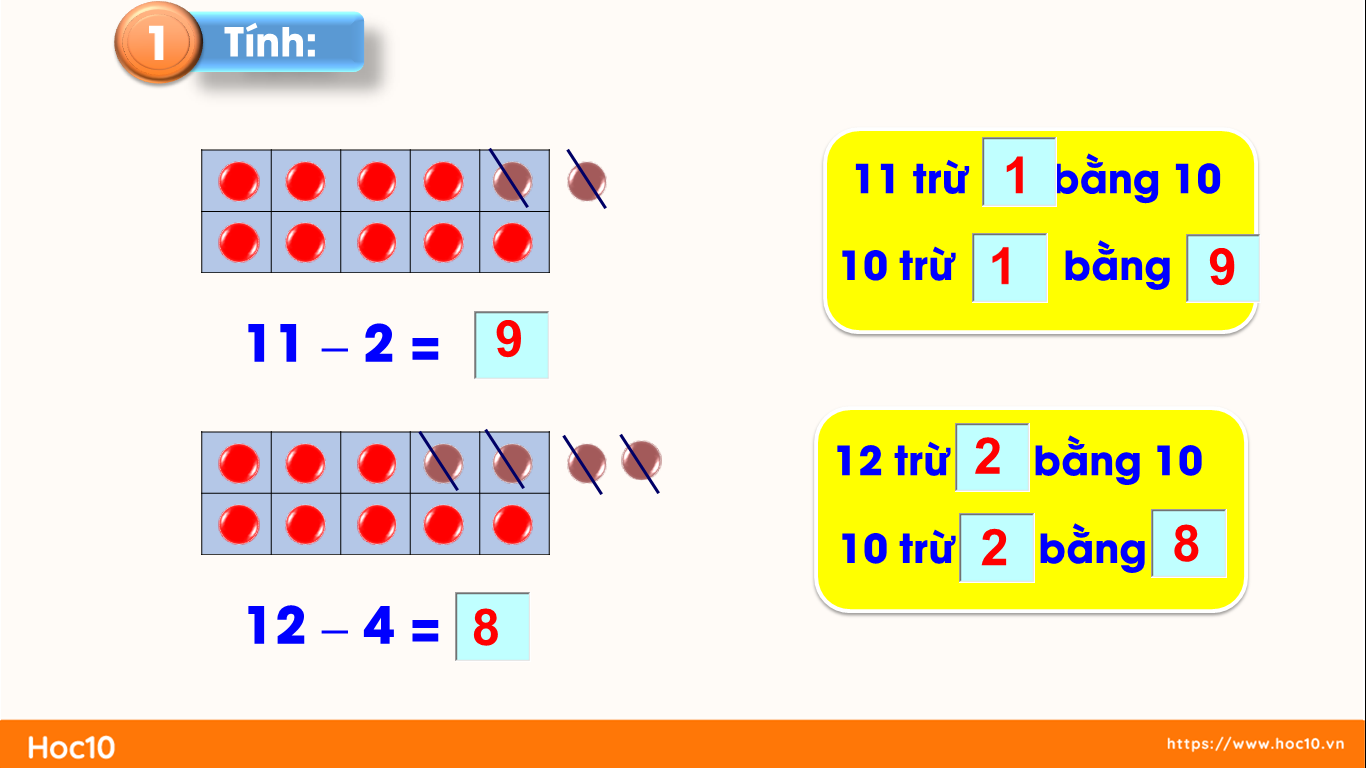 1 Tính:
11 trừ 1 bằng 10
10 trừ 1 bằng 9
11 – 2 = 9
12 trừ 2 bằng 10
10 trừ 2 bằng 8
12 – 4 = 8
Hoc10
https://www.hoc10.vn